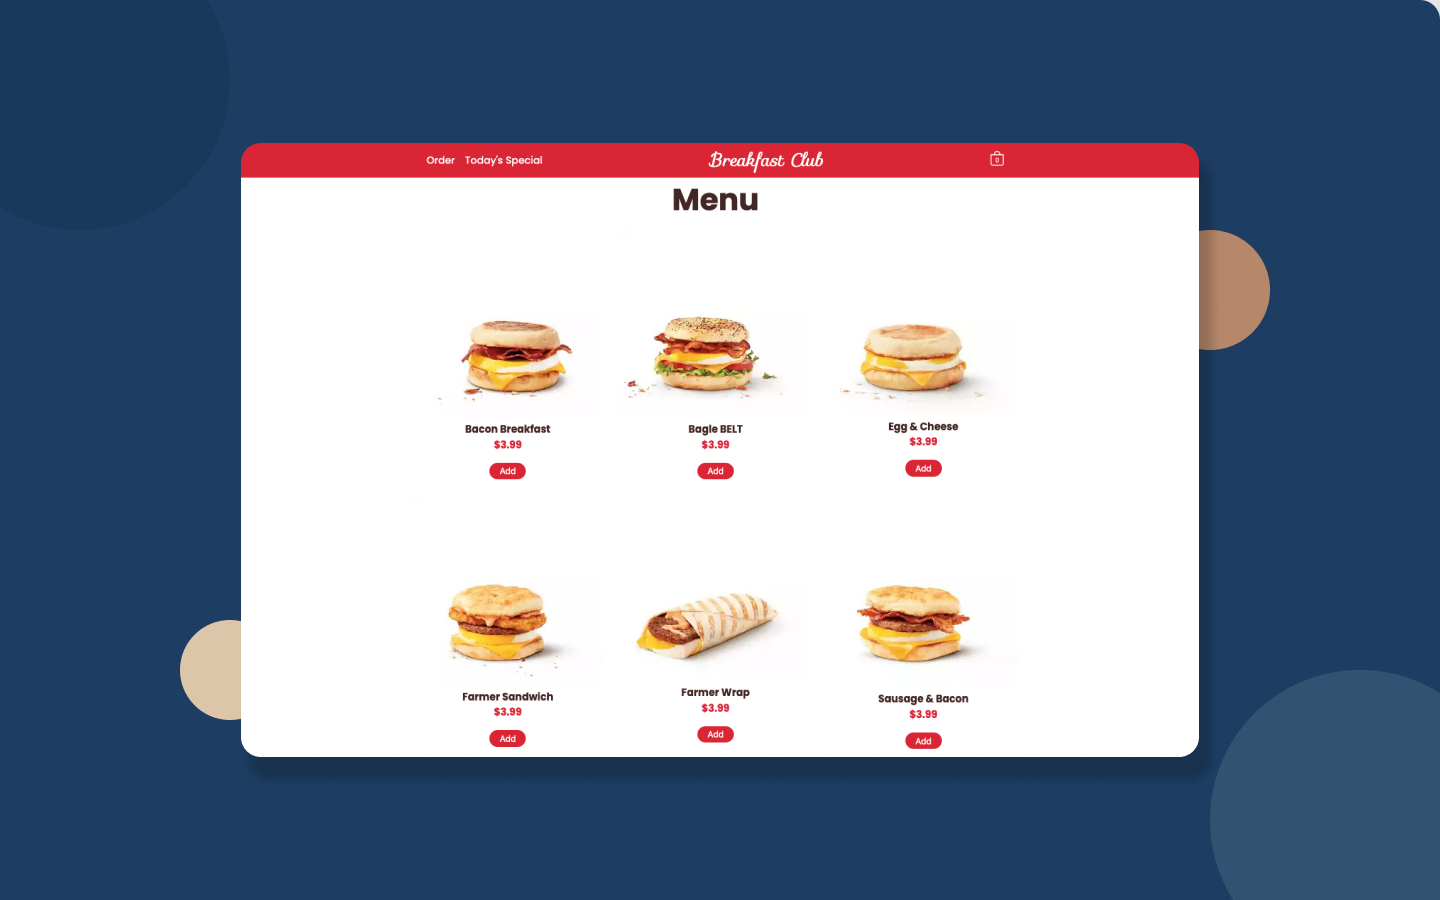 Order Today's Special Breakfast Club 0
Menu
Bacon Breakfast Bagle BELT Egg & Cheese
$3.99 $3.99 $3.99
Add Add Add
Farmer Sandwich Farmer Wrap Sausage & Bacon
$3.99 $3.99 $3.99
Add Add Add